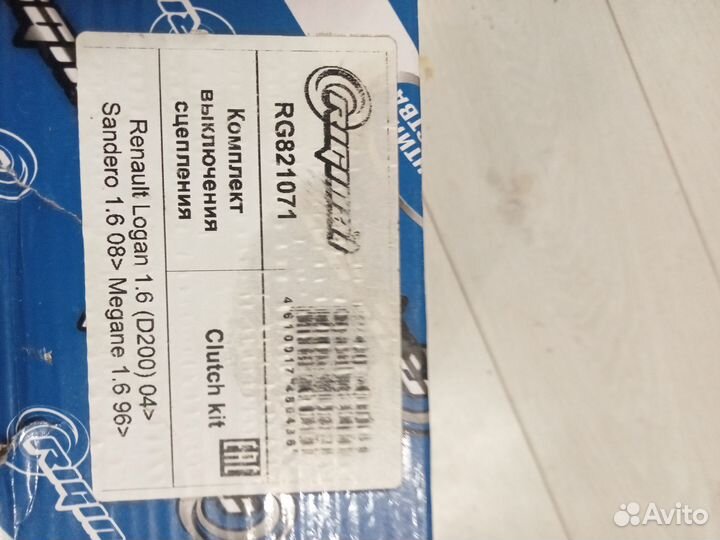 RG821071
Комплект
выключения
сцепления
Clutch kit
EAC
Renault Logan 1.6 (D200) 04>
Sandero 1.6 08> Megane 1.6 96>
Avito